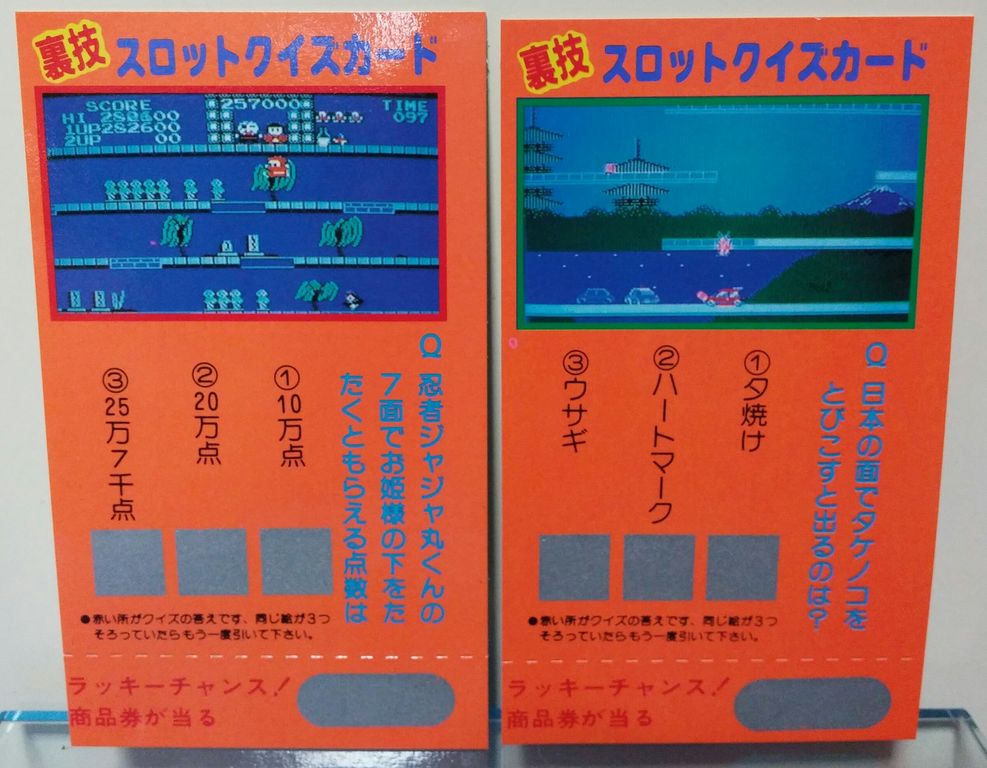 裏技 スロットクイズカード
SCORE
257000
TIME
HI 280600
097
1UP282600
2UP 00
Q 忍者ジャジャ丸くんの
7面でお姫様の下をた
たくともらえる点数は
①10万点
②20万点
③25万7千点
●赤い所がクイズの答えです、同じ絵が3つ
そろっていたらもう一度引いて下さい。
ラッキーチャンス!
商品券が当る
裏技 スロットクイズカード
Q 日本の面でタケノコを
とびこすと出るのは?
①夕焼け
②ハートマーク
③ウサギ
●赤い所がクイズの答えです、同じ絵が3つ
そろっていたらもう一度引いて下さい。
ラッキーチャンス!
商品券が当る